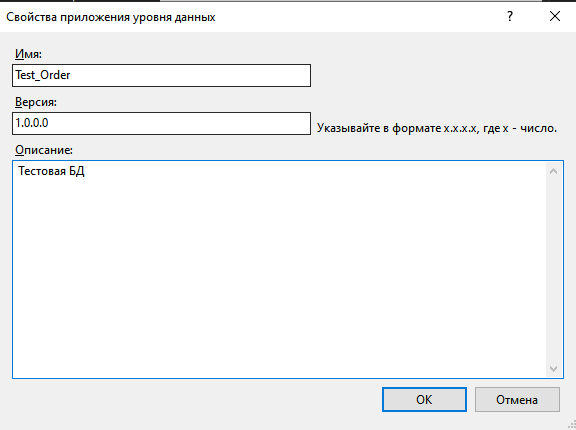 Свойства приложения уровня данных
?
Имя:
Test_Order
Версия:
1.0.0.0
Указывайте в формате x.x.x.x, где x - число.
Описание:
Тестовая БД
ОК
Отмена